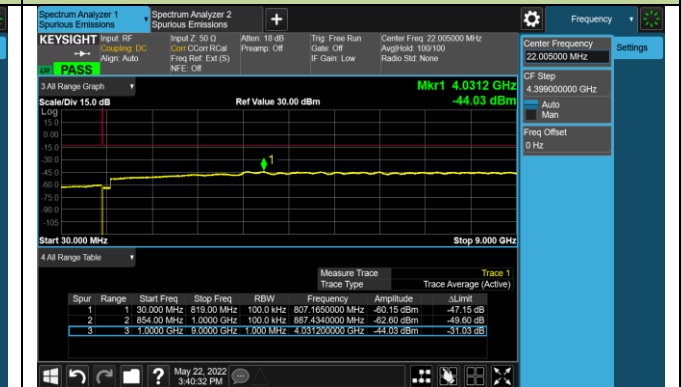 Spectrum Analyzer 1
Spurious Emissions
Spectrum Analyzer 2
Spurious Emissions
+
Frequency
KEYSIGHT
Input: RF
Coupling: DC
Align: Auto
Input Z: 50 Ω
Corr CCorr RCal
Freq Ref: Ext (S)
NFE: Off
Atten: 18 dB
Preamp: Off
Trig: Free Run
Gate: Off
IF Gain: Low
Center Freq: 22.005000 MHz
Avg|Hold: 100/100
Radio Std: None
PASS
Center Frequency
22.005000 MHz
Settings
CF Step
4.399000000 GHz
Auto
Man
Freq Offset
0 Hz
3 All Range Graph
Mkr1 4.0312 GHz
-44.03 dBm
Scale/Div 15.0 dB
Ref Value 30.00 dBm
Log
15.0
0.00
-15.0
-30.0
-45.0
-60.0
-75.0
-90.0
-105
1
Start 30.000 MHz
Stop 9.000 GHz
4 All Range Table
Measure Trace Trace 1
Trace Type Trace Average (Active)
Spur Range Start Freq Stop Freq RBW Frequency Amplitude ΔLimit
1 1 30.000 MHz 819.00 MHz 100.0 kHz 807.1650000 MHz -60.15 dBm -47.15 dB
2 2 854.00 MHz 1.0000 GHz 100.0 kHz 887.4340000 MHz -62.60 dBm -49.60 dB
3 3 1.0000 GHz 9.0000 GHz 1.000 MHz 4.031200000 GHz -44.03 dBm -31.03 dB
?
May 22, 2022
3:40:32 PM